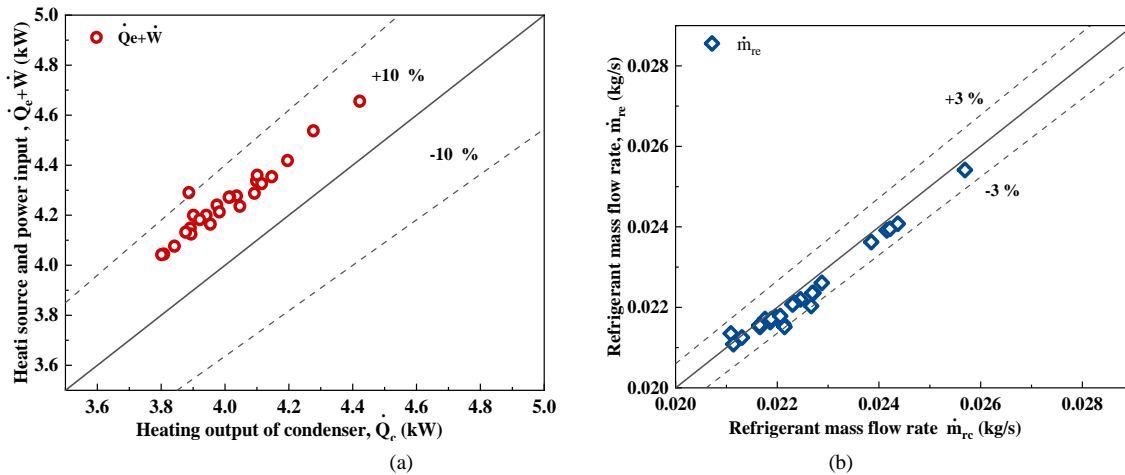 5.0
4.8
4.6
4.4
4.2
4.0
3.8
3.6
Heati source and power input , Q̇e+Ẇ (kW)
Q̇e+Ẇ
+10 %
-10 %
3.6 3.8 4.0 4.2 4.4 4.6 4.8 5.0
Heating output of condenser, Q̇c (kW)
(a)
0.028
0.026
0.024
0.022
0.020
Refrigerant mass flow rate, ṁre (kg/s)
ṁre
+3 %
-3 %
0.020 0.022 0.024 0.026 0.028
Refrigerant mass flow rate ṁrc (kg/s)
(b)